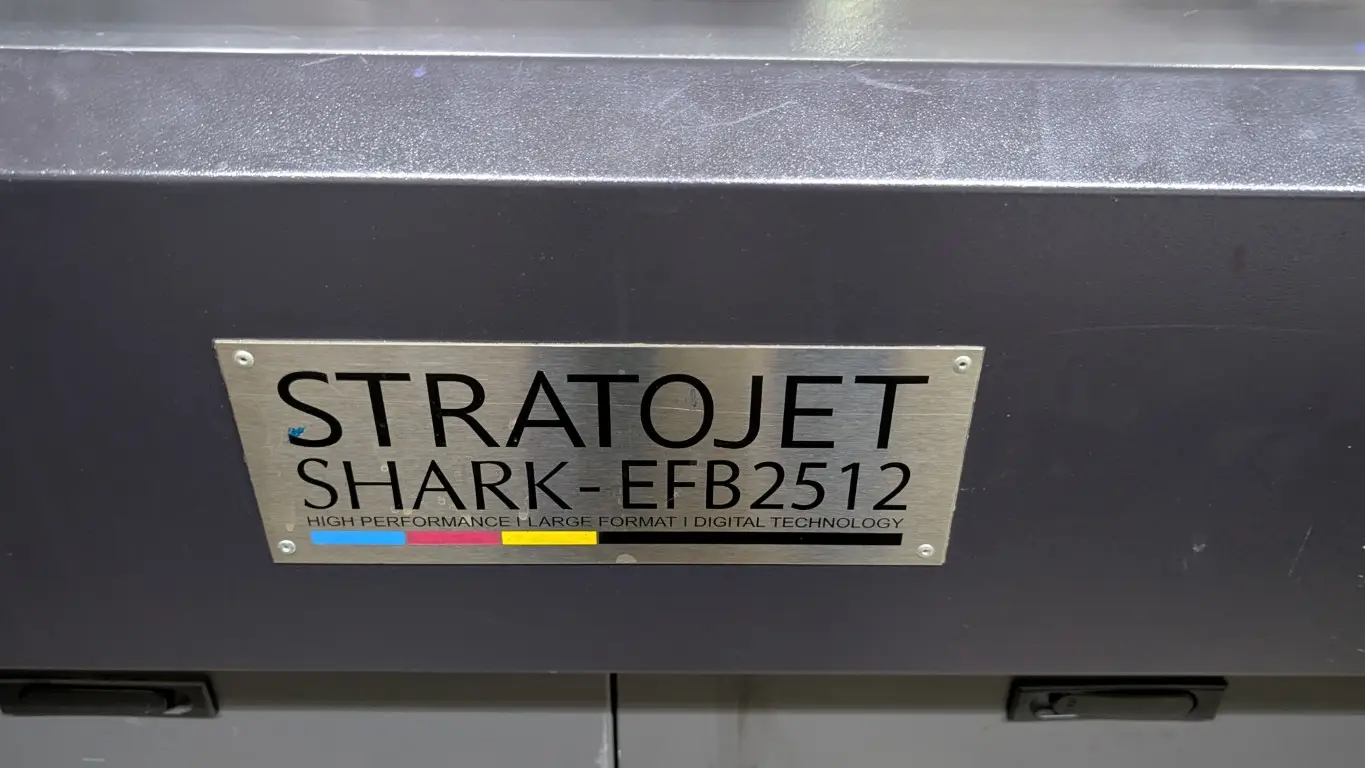 STRATOJET
SHARK-EFB2512
HIGH PERFORMANCE | LARGE FORMAT | DIGITAL TECHNOLOGY